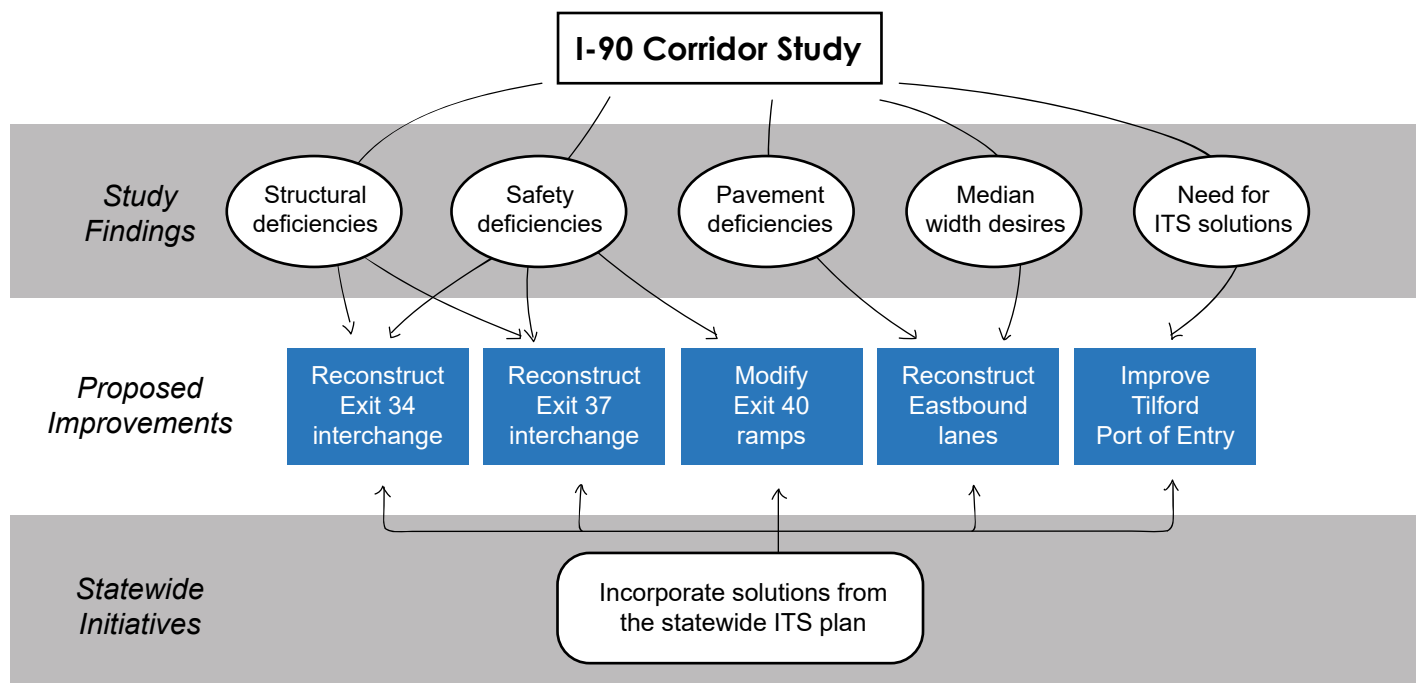 I-90 Corridor Study
Study
Findings
Structural
deficiencies
Safety
deficiencies
Pavement
deficiencies
Median
width desires
Need for
ITS solutions
Proposed
Improvements
Reconstruct
Exit 34
interchange
Reconstruct
Exit 37
interchange
Modify
Exit 40
ramps
Reconstruct
Eastbound
lanes
Improve
Tilford
Port of Entry
Statewide
Initiatives
Incorporate solutions from
the statewide ITS plan